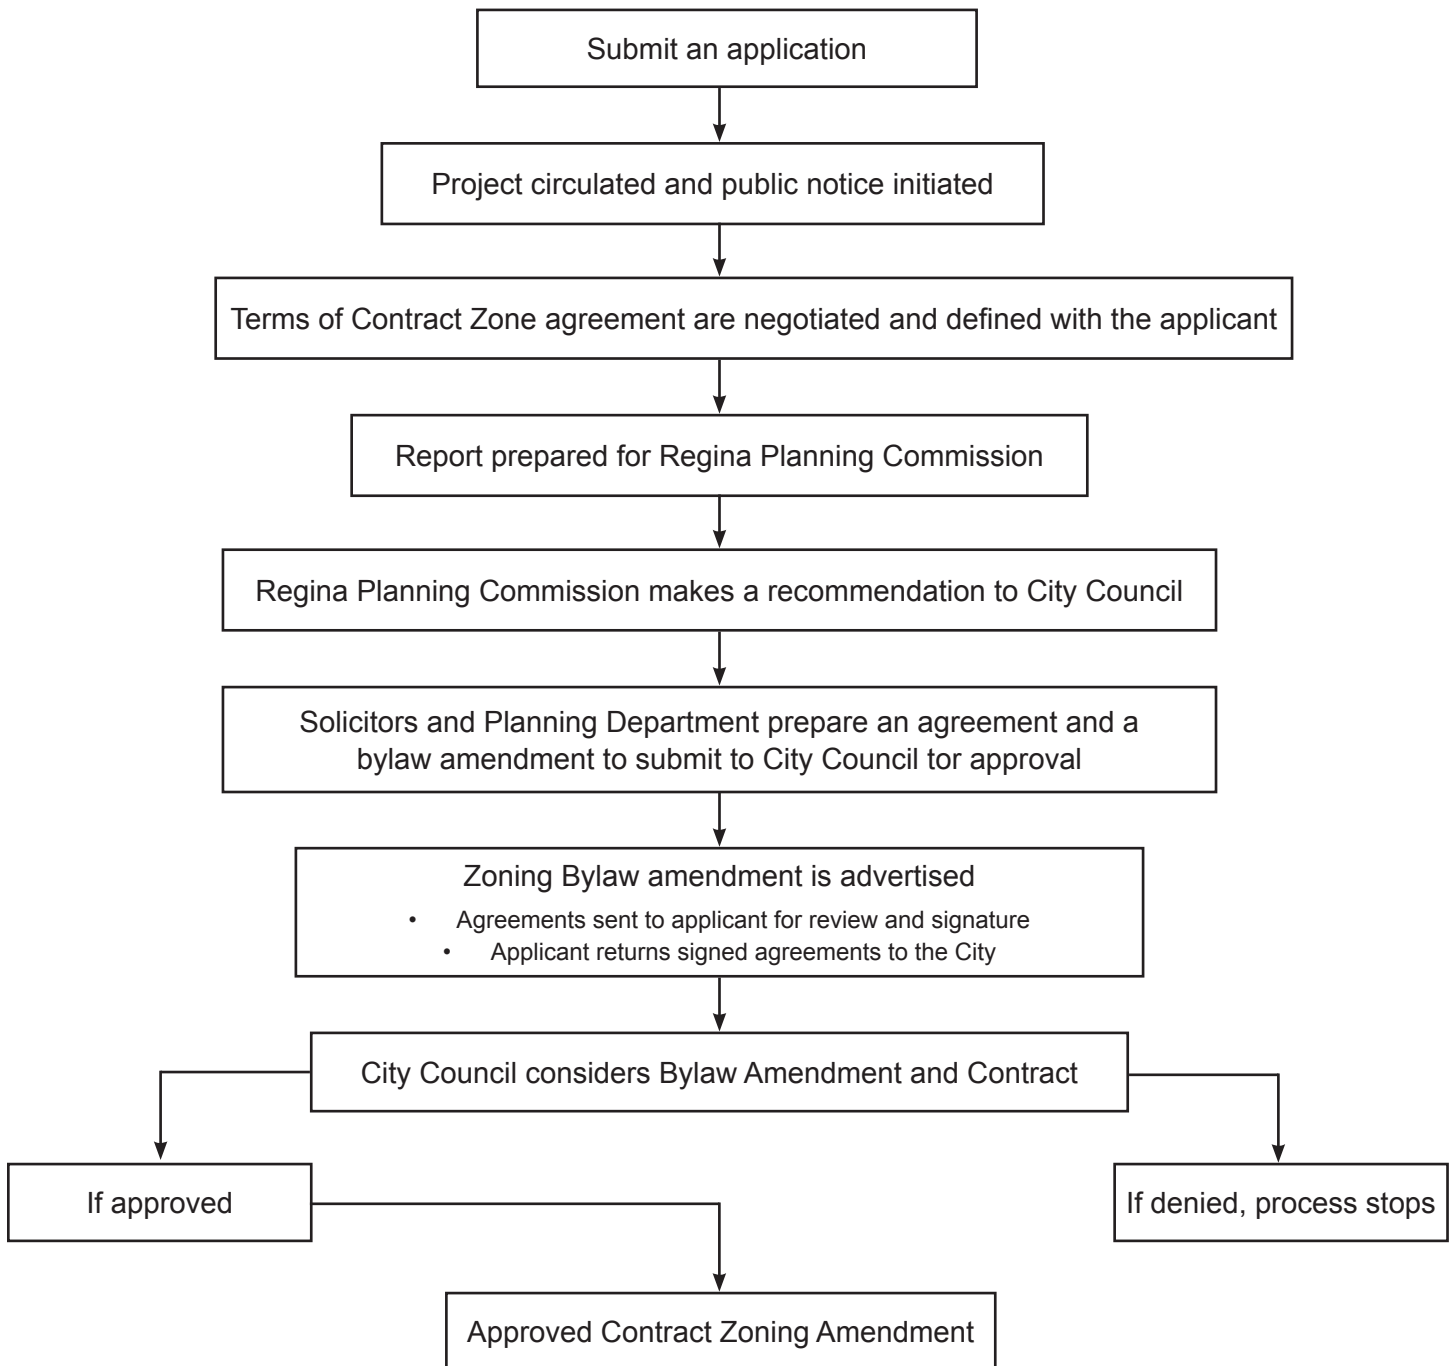 Submit an application
Project circulated and public notice initiated
Terms of Contract Zone agreement are negotiated and defined with the applicant
Report prepared for Regina Planning Commission
Regina Planning Commission makes a recommendation to City Council
Solicitors and Planning Department prepare an agreement and a
bylaw amendment to submit to City Council tor approval
Zoning Bylaw amendment is advertised
• Agreements sent to applicant for review and signature
• Applicant returns signed agreements to the City
City Council considers Bylaw Amendment and Contract
If approved
If denied, process stops
Approved Contract Zoning Amendment